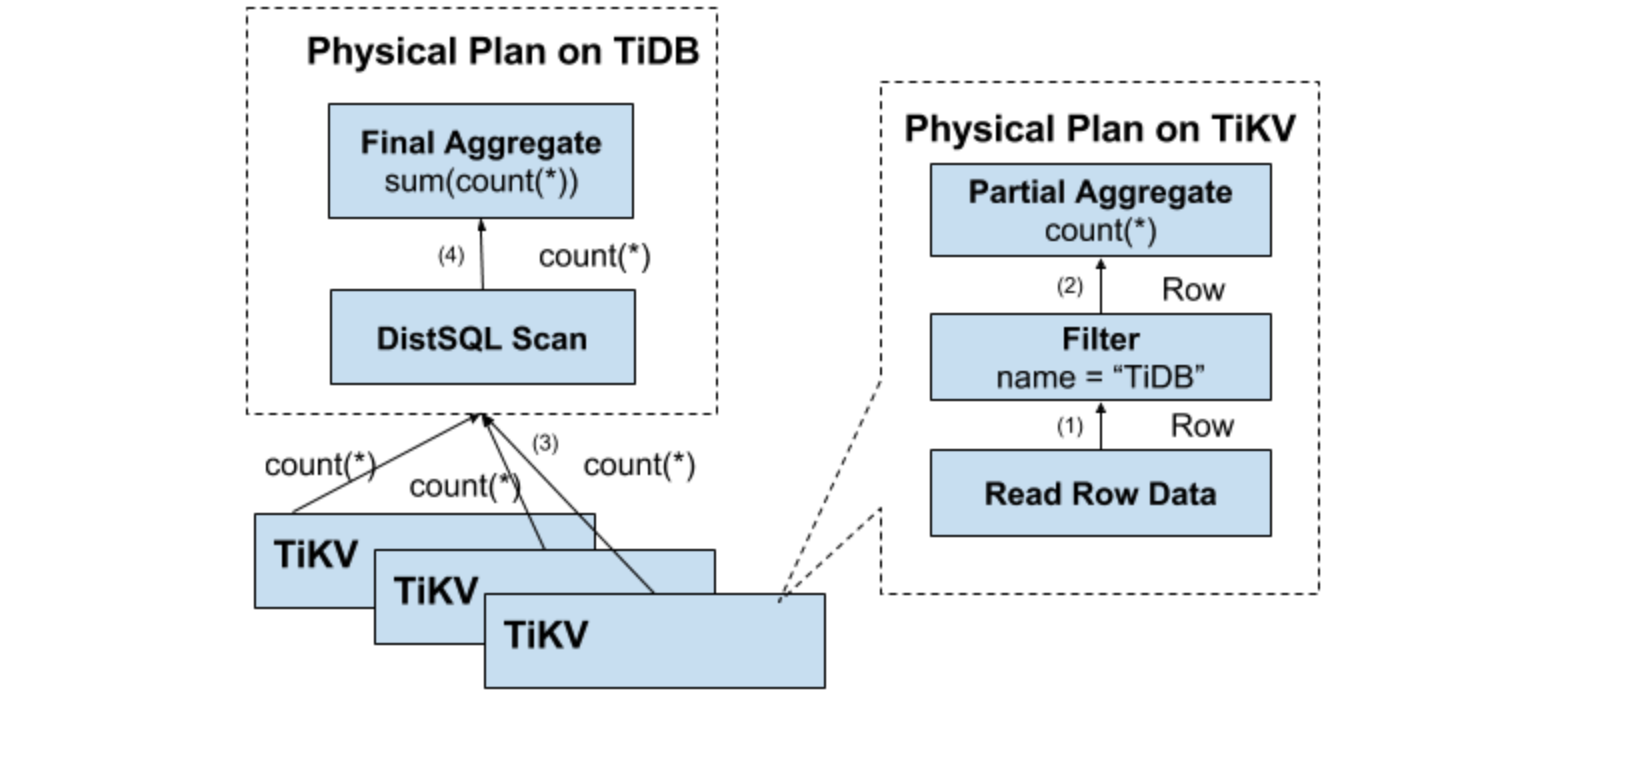 Physical Plan on TiDB
Final Aggregate
sum(count(*))
(4)
count(*)
DistSQL Scan
(3)
count(*)
count(*)
count(*)
TiKV
TiKV
TiKV
Physical Plan on TiKV
Partial Aggregate
count(*)
(2)
Row
Filter
name = “TiDB”
(1)
Row
Read Row Data